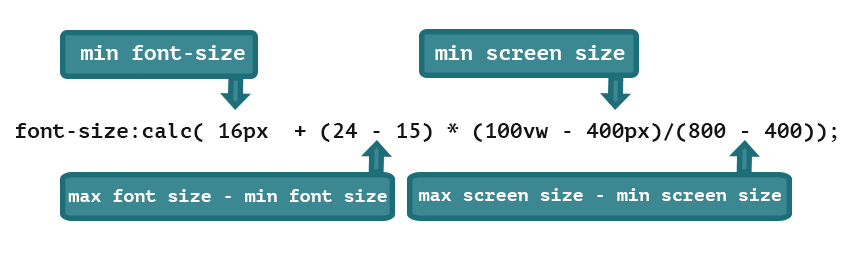 min font-size
min screen size
font-size:calc( 16px  + (24 - 15) * (100vw - 400px)/(800 - 400));
max font size - min font size
max screen size - min screen size